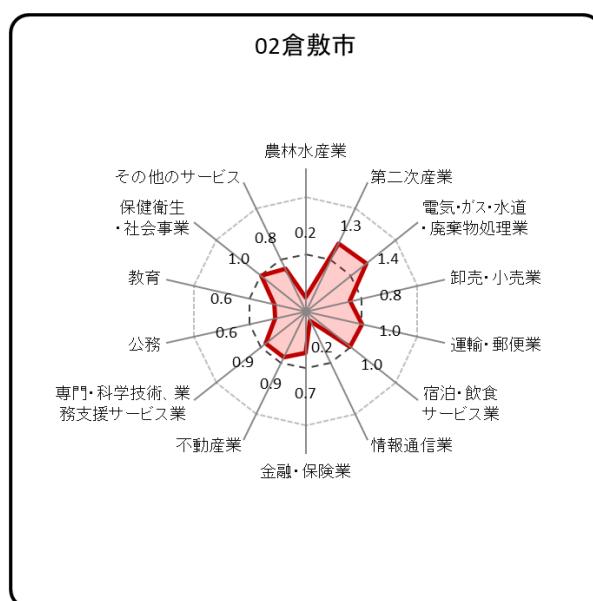 02倉敷市
農林水産業
0.2
第二次産業
1.3
電気・ガス・水道
・廃棄物処理業
1.4
卸売・小売業
0.8
運輸・郵便業
1.0
宿泊・飲食
サービス業
1.0
情報通信業
0.2
金融・保険業
0.7
不動産業
0.9
専門・科学技術、業
務支援サービス業
0.9
公務
0.6
教育
0.6
保健衛生
・社会事業
1.0
その他のサービス
0.8